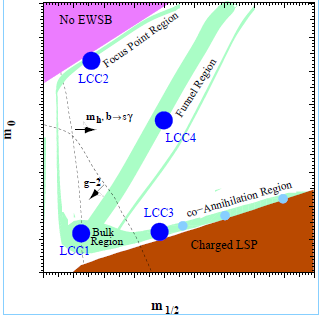 No EWSB
Focus Point Region
LCC2
Funnel Region
m_h, b→sγ
LCC4
g−2
co−Annihilation Region
LCC3
Bulk
Region
LCC1
Charged LSP
m_0
m_1/2